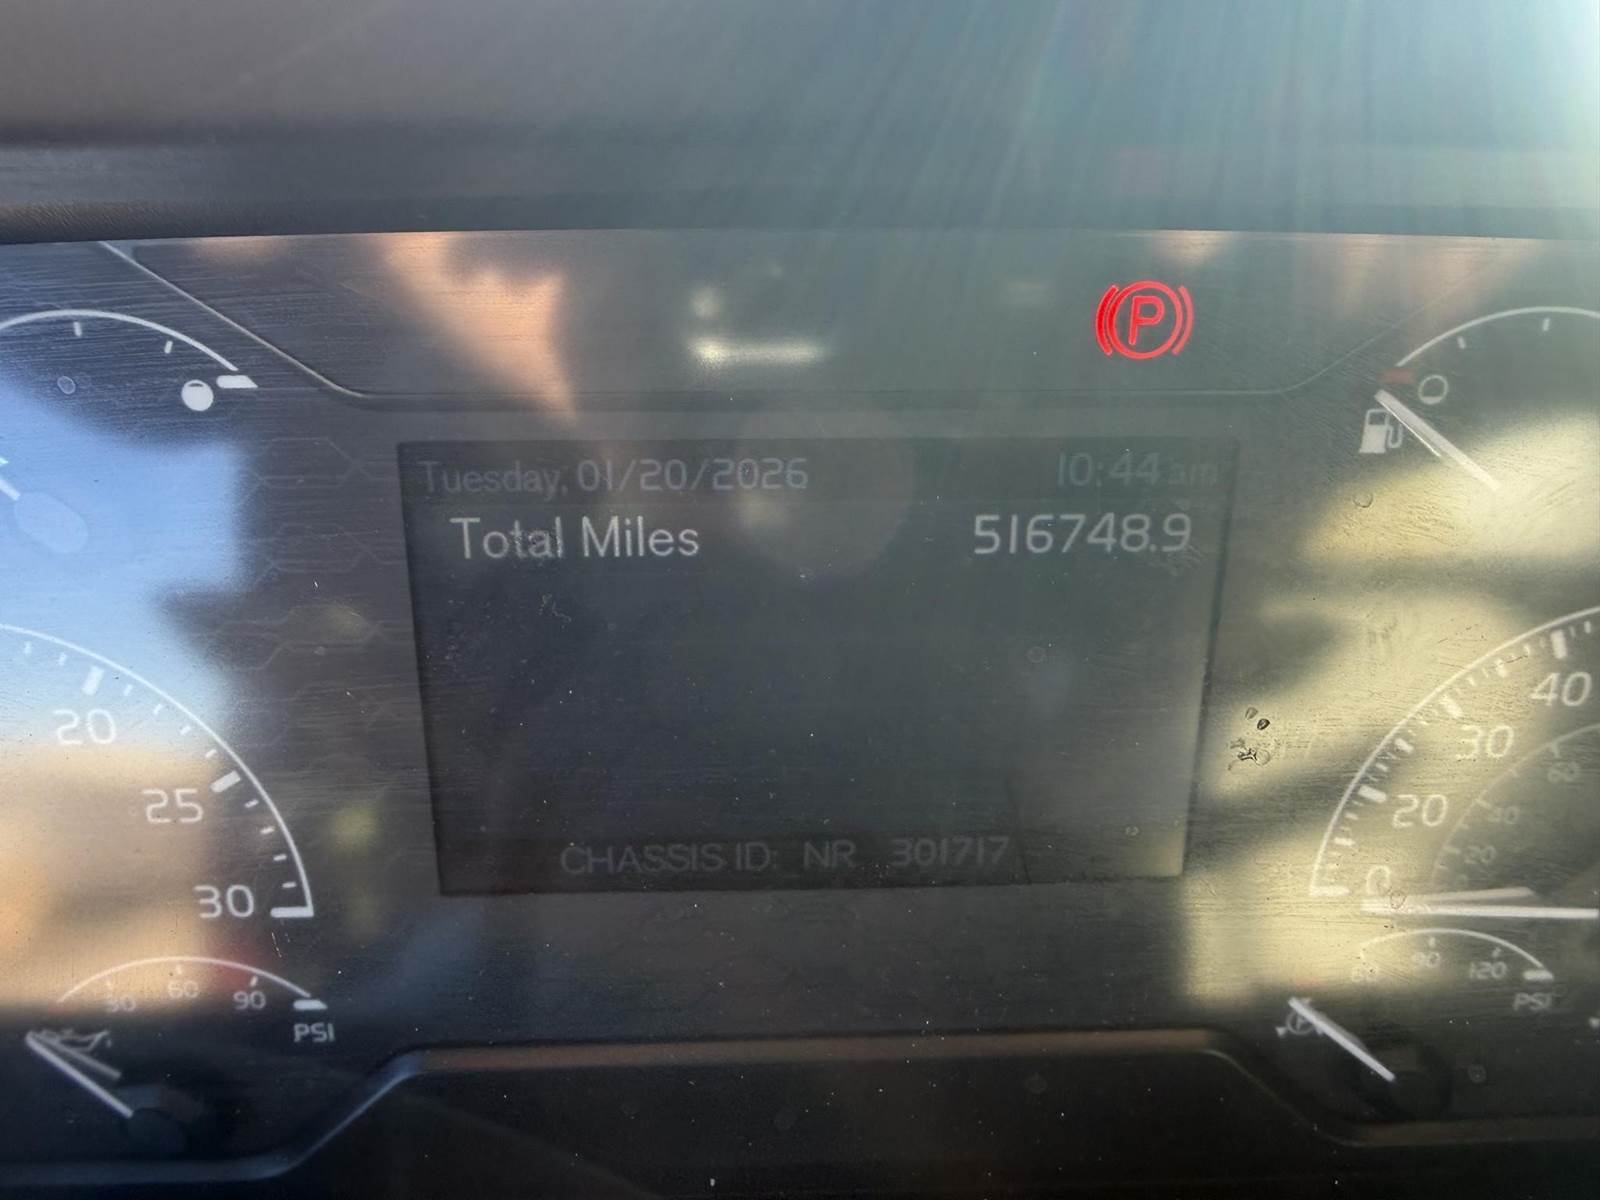 Tuesday, 01/20/2026 10:44 am
Total Miles 516748.9
20
25
30
30 60 90
PSI
CHASSIS ID: NR 301717
40
30
20
0
60
40
20
60 90 120
PSI
P